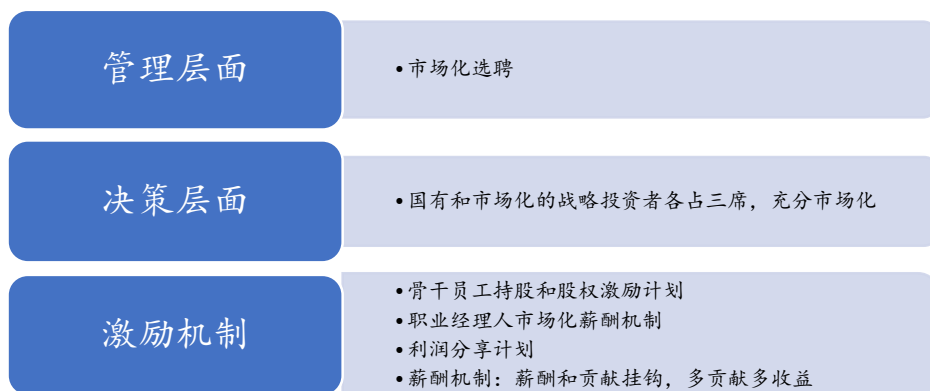 管理层面
•市场化选聘
决策层面
•国有和市场化的战略投资者各占三席，充分市场化
激励机制
•骨干员工持股和股权激励计划
•职业经理人市场化薪酬机制
•利润分享计划
•薪酬机制：薪酬和贡献挂钩，多贡献多收益